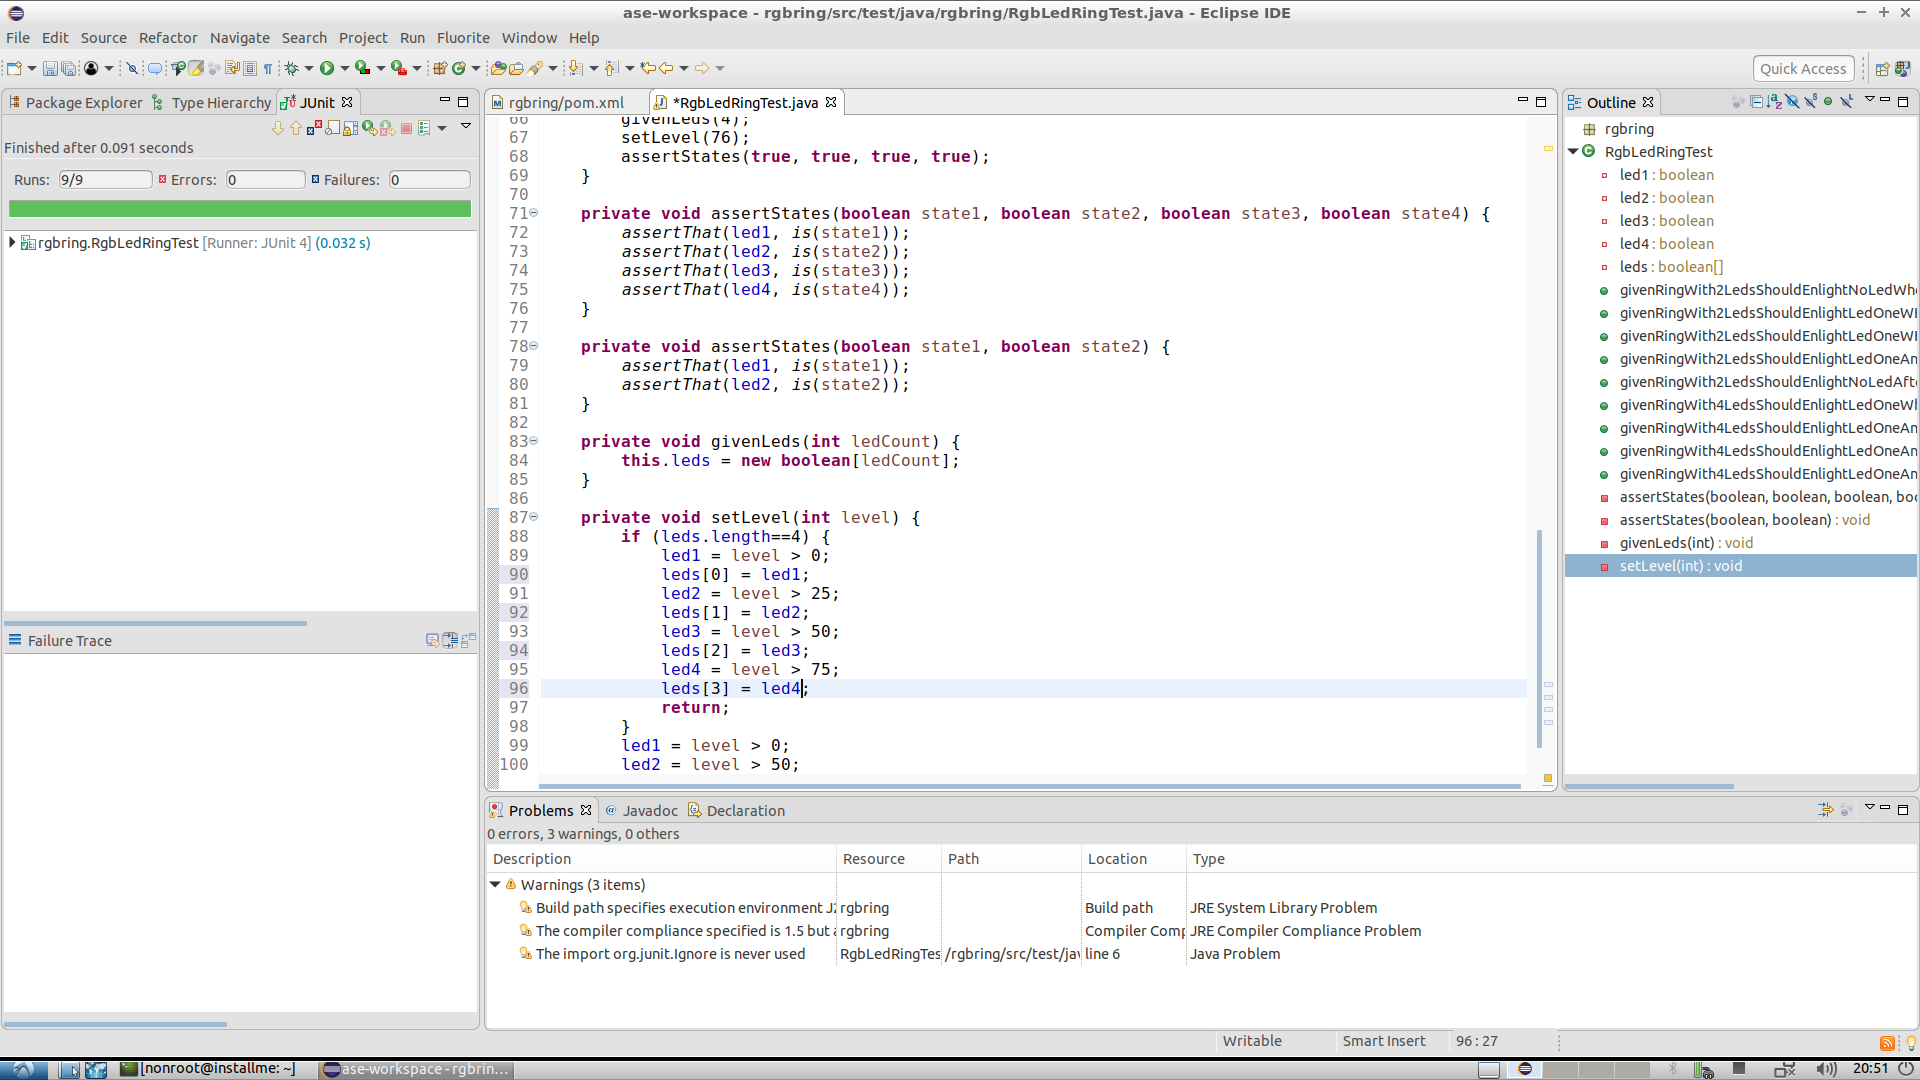 ase-workspace - rgbring/src/test/java/rgbring/RgbLedRingTest.java - Eclipse IDE
File Edit Source Refactor Navigate Search Project Run Fluorite Window Help
Quick Access
Package Explorer Type Hierarchy JUnit
Finished after 0.091 seconds
Runs: 9/9 Errors: 0 Failures: 0
rgbring.RgbLedRingTest [Runner: JUnit 4] (0.032 s)
Failure Trace
rgbring/pom.xml *RgbLedRingTest.java
66 givenLeds(4);
67 setLevel(76);
68 assertStates(true, true, true, true);
69 }
70
71 private void assertStates(boolean state1, boolean state2, boolean state3, boolean state4) {
72 assertThat(led1, is(state1));
73 assertThat(led2, is(state2));
74 assertThat(led3, is(state3));
75 assertThat(led4, is(state4));
76 }
77
78 private void assertStates(boolean state1, boolean state2) {
79 assertThat(led1, is(state1));
80 assertThat(led2, is(state2));
81 }
82
83 private void givenLeds(int ledCount) {
84 this.leds = new boolean[ledCount];
85 }
86
87 private void setLevel(int level) {
88 if (leds.length==4) {
89 led1 = level > 0;
90 leds[0] = led1;
91 led2 = level > 25;
92 leds[1] = led2;
93 led3 = level > 50;
94 leds[2] = led3;
95 led4 = level > 75;
96 leds[3] = led4;
97 return;
98 }
99 led1 = level > 0;
100 led2 = level > 50;
Outline
rgbring
RgbLedRingTest
led1 : boolean
led2 : boolean
led3 : boolean
led4 : boolean
leds : boolean[]
givenRingWith2LedsShouldEnlightNoLedWh
givenRingWith2LedsShouldEnlightLedOneWh
givenRingWith2LedsShouldEnlightLedOneWh
givenRingWith2LedsShouldEnlightLedOneAn
givenRingWith2LedsShouldEnlightNoLedAft
givenRingWith4LedsShouldEnlightLedOneWh
givenRingWith4LedsShouldEnlightLedOneAn
givenRingWith4LedsShouldEnlightLedOneAn
givenRingWith4LedsShouldEnlightLedOneAn
assertStates(boolean, boolean, boolean, boo
assertStates(boolean, boolean) : void
givenLeds(int) : void
setLevel(int) : void
Problems Javadoc Declaration
0 errors, 3 warnings, 0 others
Description Resource Path Location Type
Warnings (3 items)
Build path specifies execution environment J2 rgbring Build path JRE System Library Problem
The compiler compliance specified is 1.5 but a rgbring Compiler Comp JRE Compiler Compliance Problem
The import org.junit.Ignore is never used RgbLedRingTes /rgbring/src/test/jav line 6 Java Problem
Writable Smart Insert 96 : 27
[nonroot@installme: ~] ase-workspace - rgbrin... 20:51